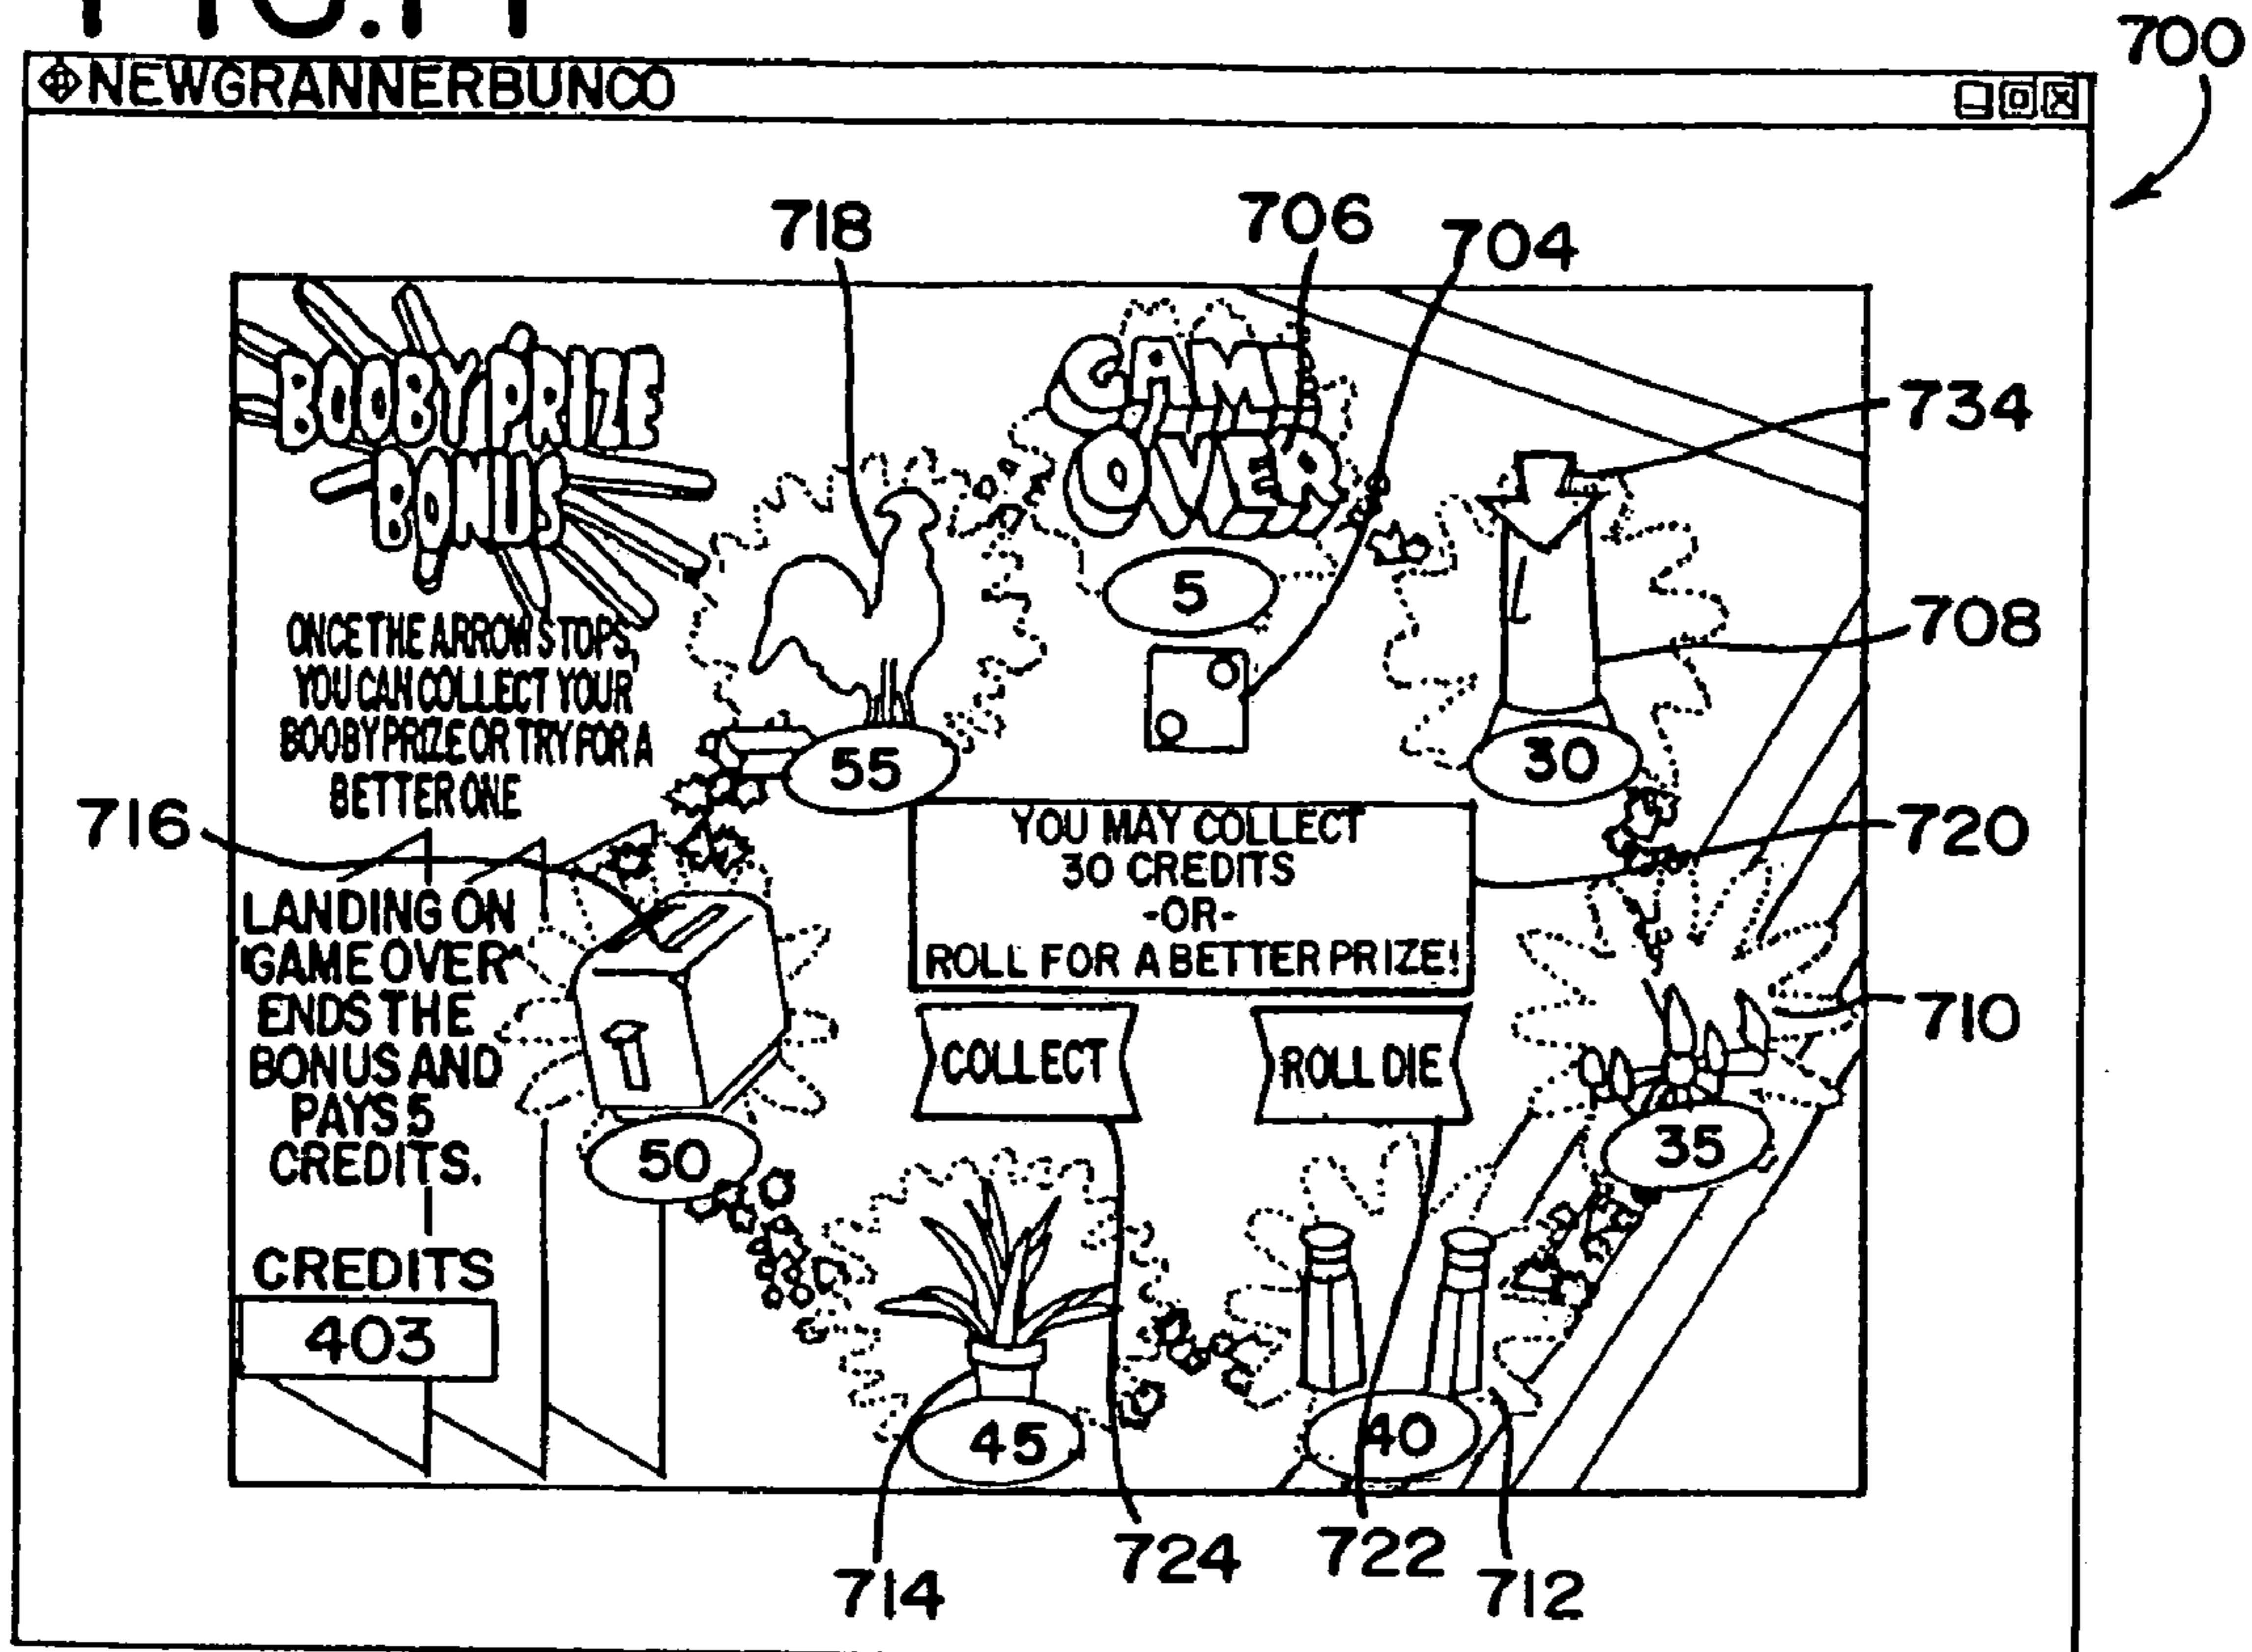 FIG.11
NEWGRANNERBUNCO
700
718
706
704
BOOBY PRIZE
BONUS
GAME
OVER
734
5
ONCE THE ARROW STOPS,
YOU CAN COLLECT YOUR
BOOBY PRIZE OR TRY FOR A
BETTER ONE
708
55
30
716
YOU MAY COLLECT
30 CREDITS
-OR-
ROLL FOR A BETTER PRIZE!
720
LANDING ON
"GAME OVER"
ENDS THE
BONUS AND
PAYS 5
CREDITS.
710
COLLECT
ROLL DIE
50
35
CREDITS
403
45
40
714
724
722
712